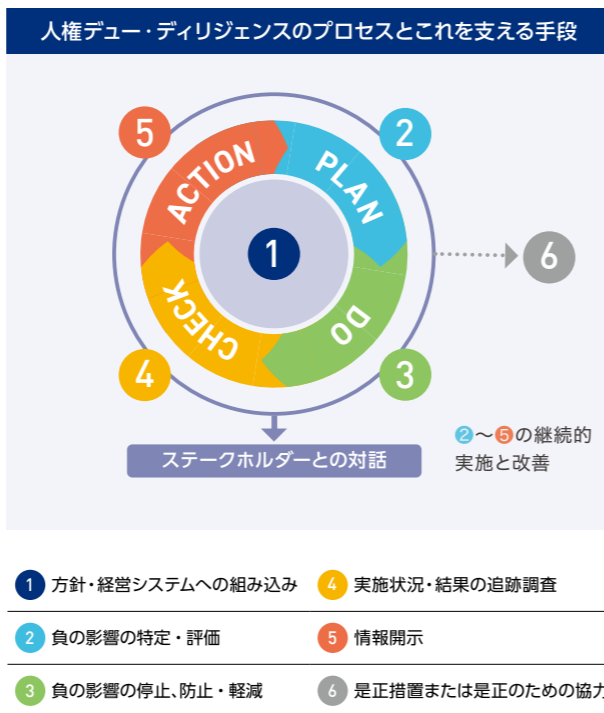 人権デュー・ディリジェンスのプロセスとこれを支える手段
5
2
ACTION
PLAN
1
6
CHECK
DO
4
3
ステークホルダーとの対話
2～5の継続的
実施と改善
1 方針・経営システムへの組み込み
4 実施状況・結果の追跡調査
2 負の影響の特定・評価
5 情報開示
3 負の影響の停止、防止・軽減
6 是正措置または是正のための協力